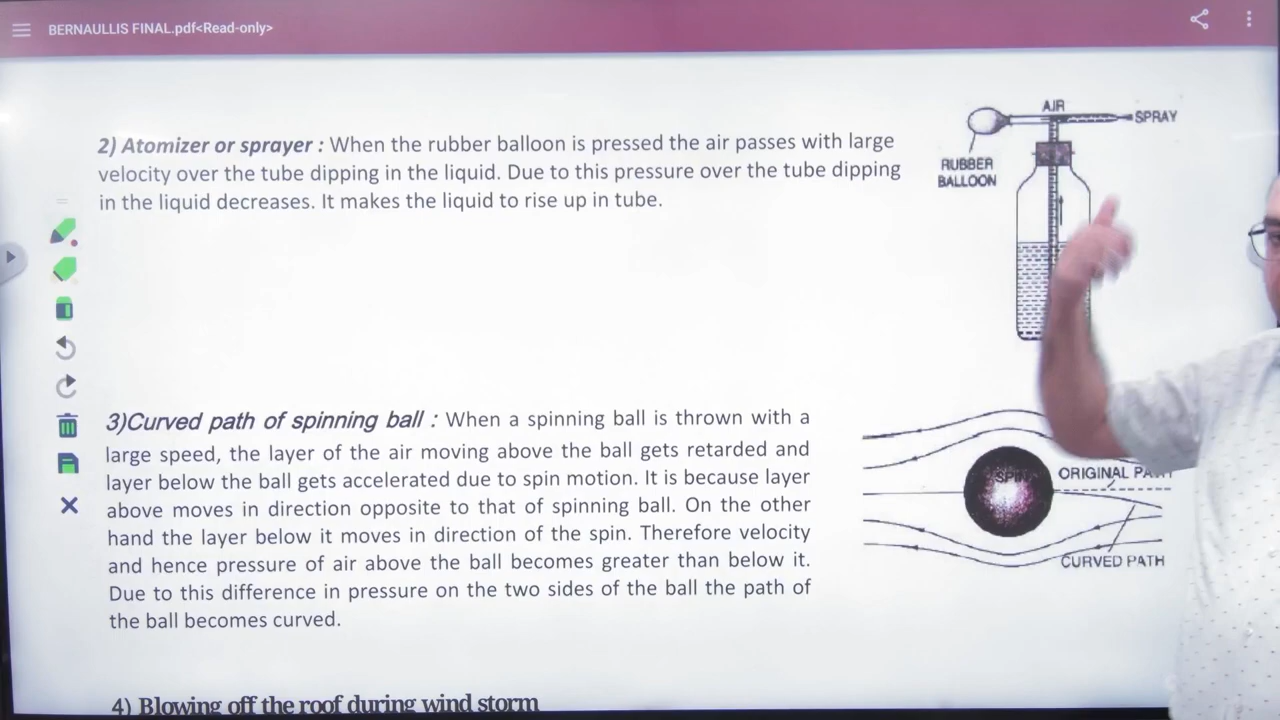 BERNAULLIS FINAL.pdf<Read-only>
2) Atomizer or sprayer : When the rubber balloon is pressed the air passes with large
velocity over the tube dipping in the liquid. Due to this pressure over the tube dipping
in the liquid decreases. It makes the liquid to rise up in tube.
AIR
SPRAY
RUBBER
BALLOON
3)Curved path of spinning ball : When a spinning ball is thrown with a
large speed, the layer of the air moving above the ball gets retarded and
layer below the ball gets accelerated due to spin motion. It is because layer
above moves in direction opposite to that of spinning ball. On the other
hand the layer below it moves in direction of the spin. Therefore velocity
and hence pressure of air above the ball becomes greater than below it.
Due to this difference in pressure on the two sides of the ball the path of
the ball becomes curved.
SPIN
ORIGINAL PATH
CURVED PATH
4) Blowing off the roof during wind storm